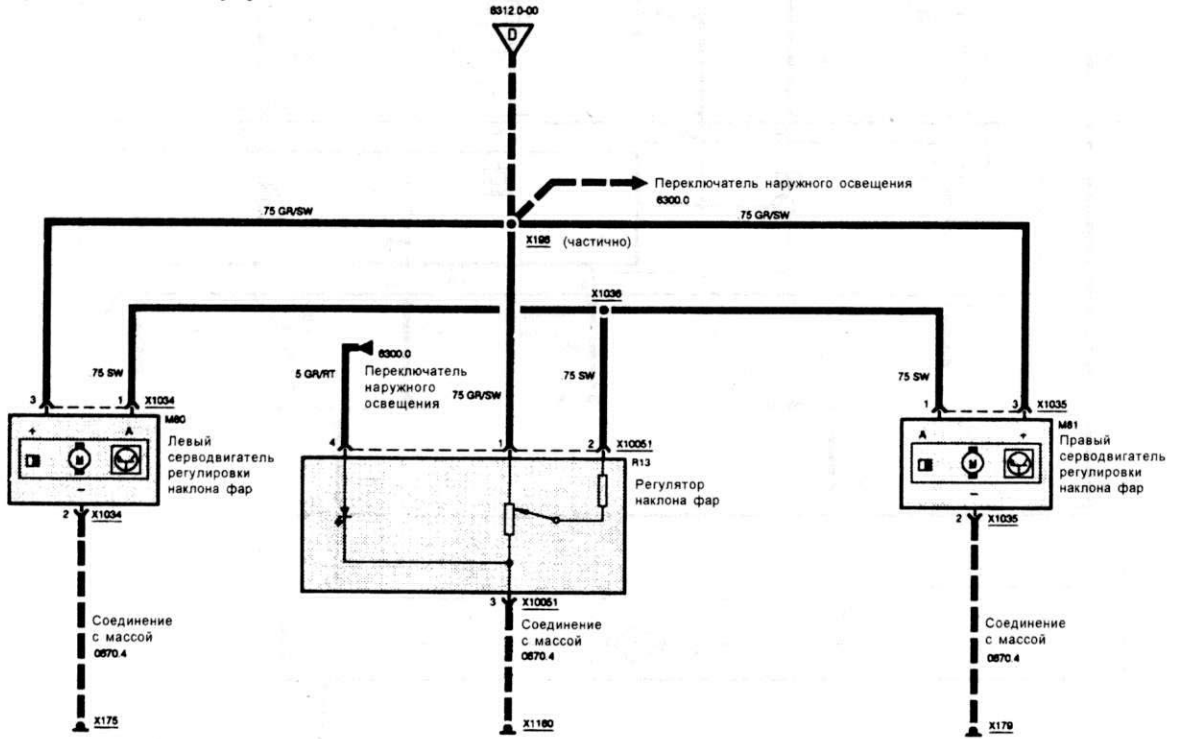 6312.0-00
D
Переключатель наружного освещения
6300.0
.75 GR/SW
.75 GR/SW
X196 (частично)
X1036
6300.0
Переключатель
наружного
освещения
.5 GR/RT
.75 GR/SW
.75 SW
.75 SW
.75 SW
3
1
X1034
M80
+
A
M
–
Левый
серводвигатель
регулировки
наклона фар
2
X1034
4
1
2
X10051
R13
Регулятор
наклона фар
3
X10051
1
3
X1035
M81
A
+
M
–
Правый
серводвигатель
регулировки
наклона фар
2
X1035
Соединение
с массой
0670.4
Соединение
с массой
0670.4
Соединение
с массой
0670.4
X175
X1160
X179